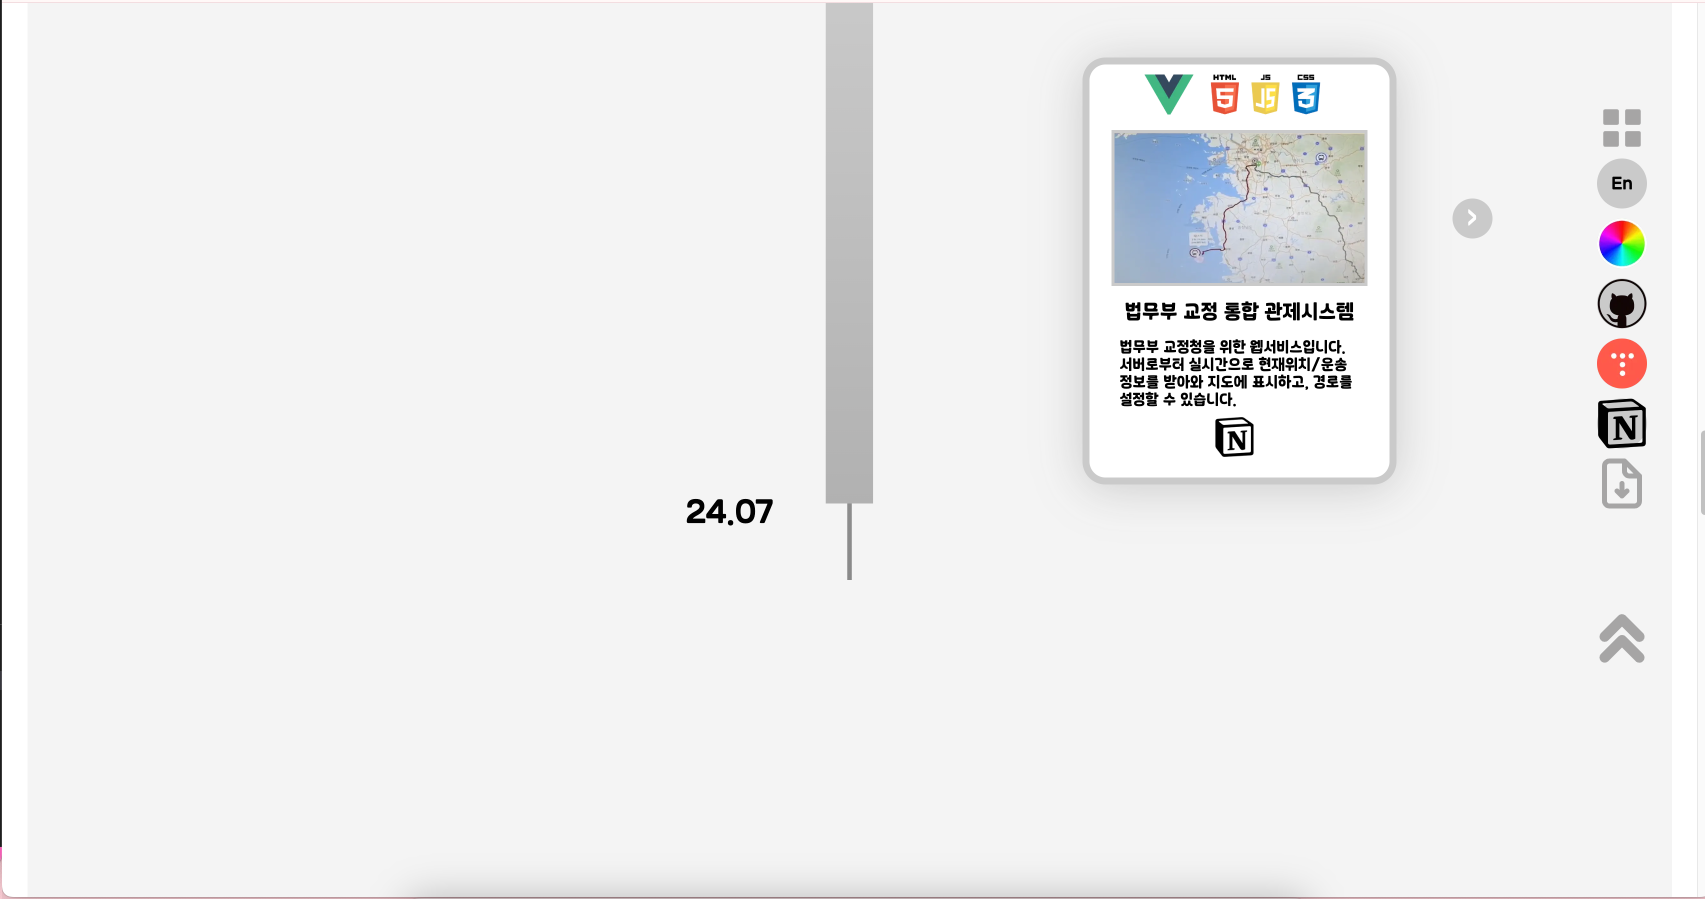 HTML
JS
CSS
5
JS
3
법무부 교정 통합 관제시스템
법무부 교정청을 위한 웹서비스입니다.
서버로부터 실시간으로 현재위치/운송
정보를 받아와 지도에 표시하고, 경로를
설정할 수 있습니다.
N
24.07
En
N